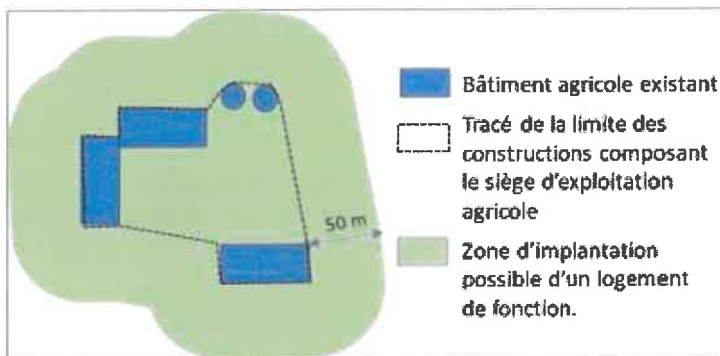 Bâtiment agricole existant
Tracé de la limite des
constructions composant
le siège d'exploitation
agricole
50 m
Zone d'implantation
possible d'un logement
de fonction.